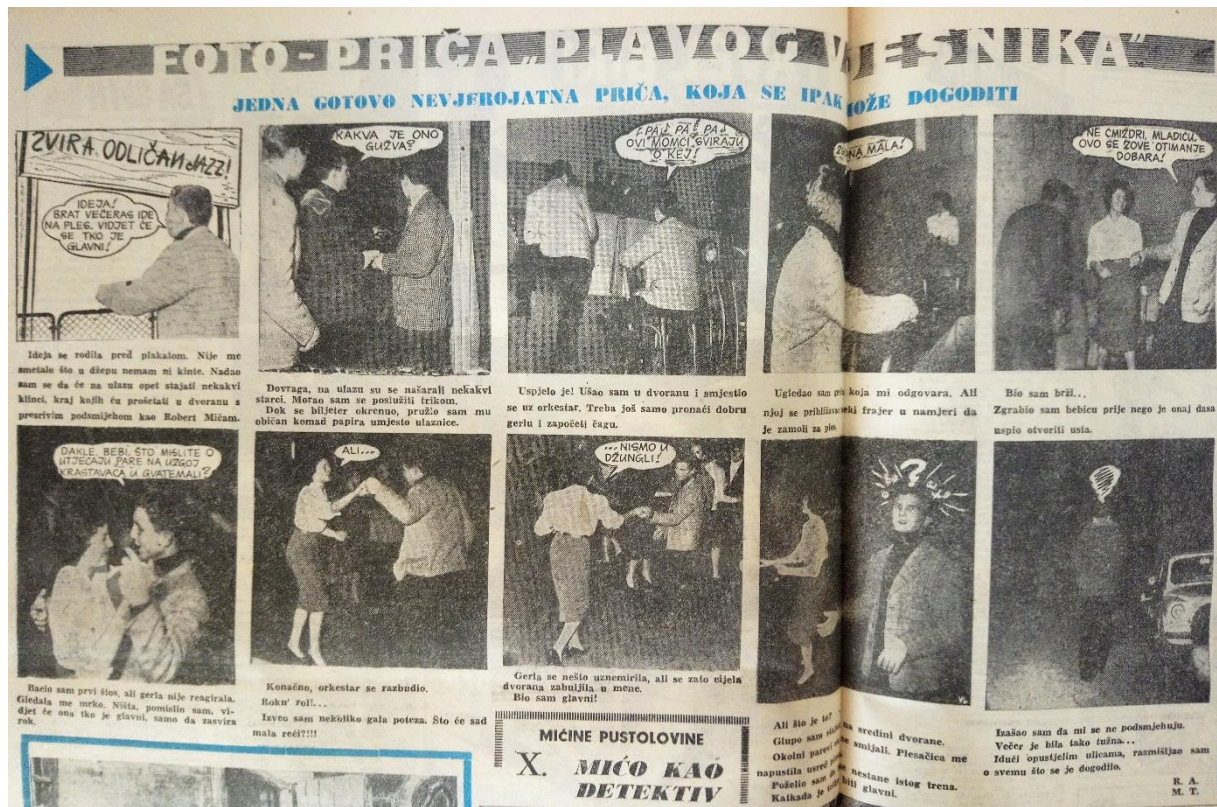 FOTO-PRIČA „PLAVOG VJESNIKA"
JEDNA GOTOVO NEVJEROJATNA PRIČA, KOJA SE IPAK MOŽE DOGODITI
ZVIRA ODLIČAN JAZZ!
IDEJA!
BRAT VEČERAS IDE
NA PLES. VIDJET ĆE
SE TKO JE
GLAVNI!
Ideja se rodila pred plakatom. Nije me
smetalo što u džepu nemam ni kinte. Nadao
sam se da će na ulazu opet stajati nekakvi
klinci, kraj kojih ću prošetati u dvoranu s
prezirivim podsmijehom kao Robert Mičam.
KAKVA JE ONO
GUŽVA?
Dovraga, na ulazu su se našarali nekakvi
starci. Morao sam se poslužiti trikom.
Dok se biljeter okrenuo, pružio sam mu
običan komad papira umjesto ulaznice.
PA! PA! PA!
OVI MOMCI SVIRAJU
O KEJ!
Uspjelo je! Ušao sam u dvoranu i smjestio
se uz orkestar. Treba još samo pronaći dobru
gerlu i započeti čagu.
MALA!
Ugledao sam koja mi odgovara. Ali
njoj se frajer u namjeri da
je zamoli za ples.
NE CMIZDRI, MLADIĆU,
OVO SE ZOVE OTIMANJE
DOBARA!
Bio sam brži...
Zgrabio sam bebicu prije nego je onaj dasa
uspio otvoriti usta.
DAKLE, BEBI, ŠTO MISLITE O
UTJECAJU PARE NA UZGOJ
KRASTAVACA U GVATEMALI?
Bacio sam prvi štos, ali gerla nije reagirala.
Gledala me mrko. Ništa, pomislio sam, vi-
djet će ona tko je glavni, samo da zasvira
rok.
ALI...
Konačno, orkestar se razbudio.
Rokn' rol!...
Izveo sam nekoliko gala poteza. Što će sad
mala reći?!!!
...NISMO U
DŽUNGLI!
Gerla se nešto uznemirila, ali se zato cijela
dvorana zabuljila u mene.
Bio sam glavni!
?
Ali što je to?
Glupo sam na sredini dvorane.
Okolni parovi se smijali. Plesačica me
napustila usred
Poželio sam da nestane istog trena.
Katkada je biti glavni.
Izašao sam da mi se ne podsmjehuju.
Večer je bila tako tužna...
Idući opustjelim ulicama, razmišljao sam
o svemu što se je dogodilo.
R. A.
M. T.
MIĆINE PUSTOLOVINE
X. MIĆO KAO
DETEKTIV